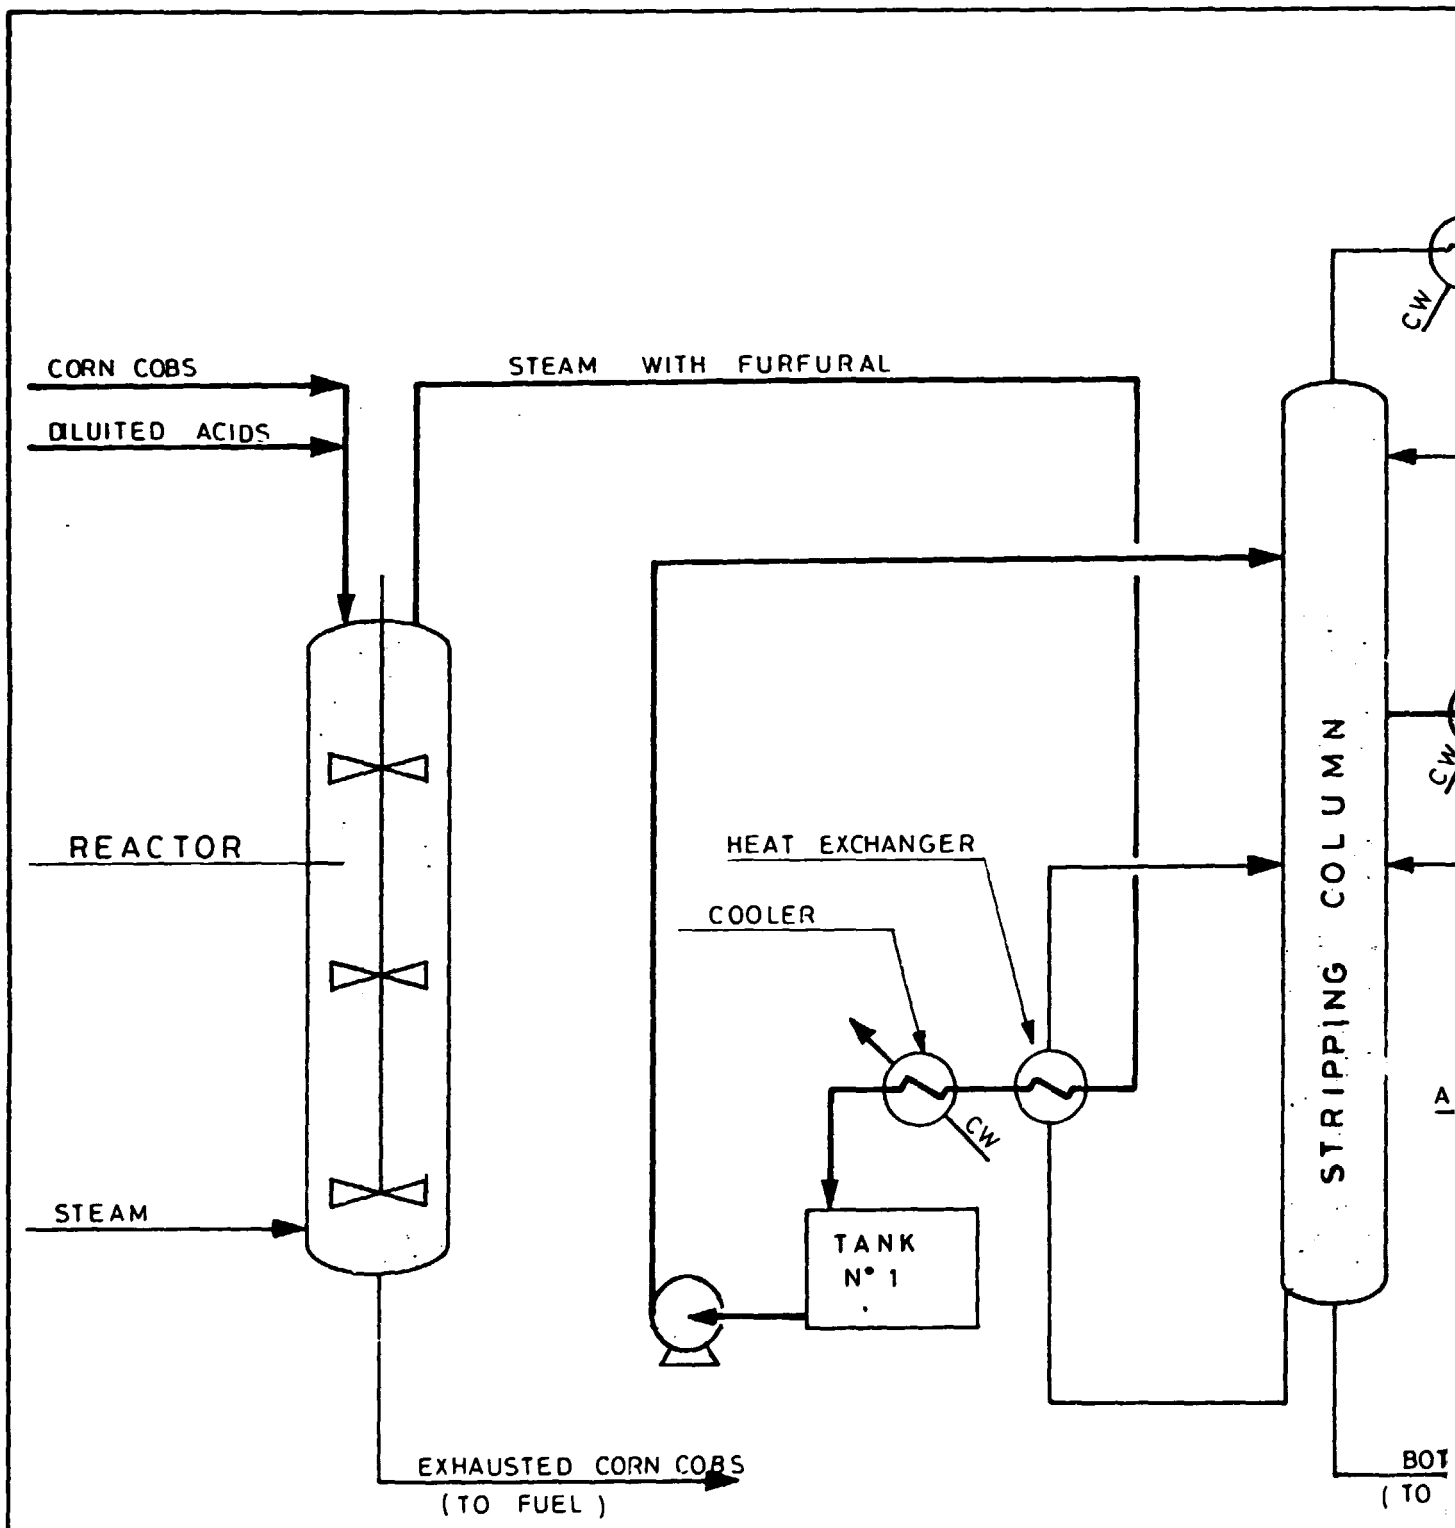 CW
CORN COBS
STEAM WITH FURFURAL
DILUITED ACIDS
CW
REACTOR
HEAT EXCHANGER
COOLER
STRIPPING COLUMN
CW
A
STEAM
TANK
N° 1
EXHAUSTED CORN COBS
(TO FUEL)
BOT
(TO